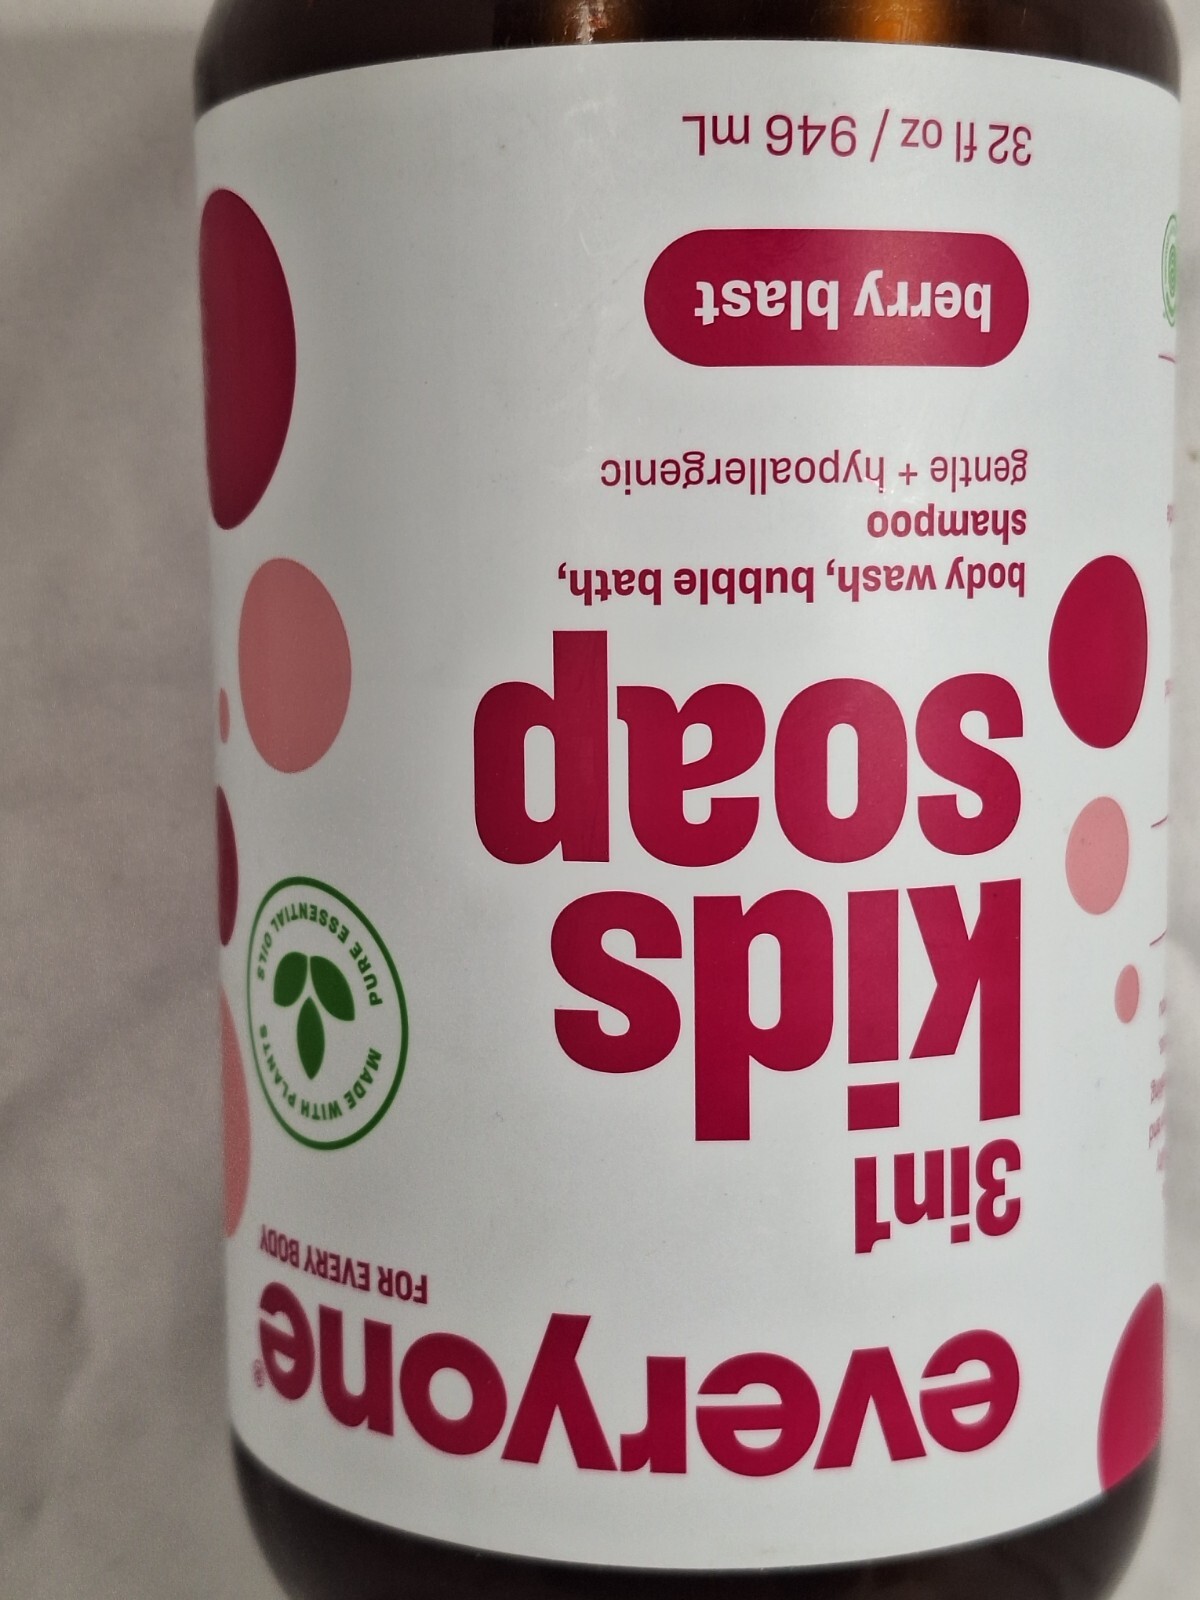 everyone®
FOR EVERY BODY
3in1
kids
soap
MADE WITH PLANTS
PURE ESSENTIAL OILS
body wash, bubble bath,
shampoo
gentle + hypoallergenic
berry blast
32 fl oz / 946 mL